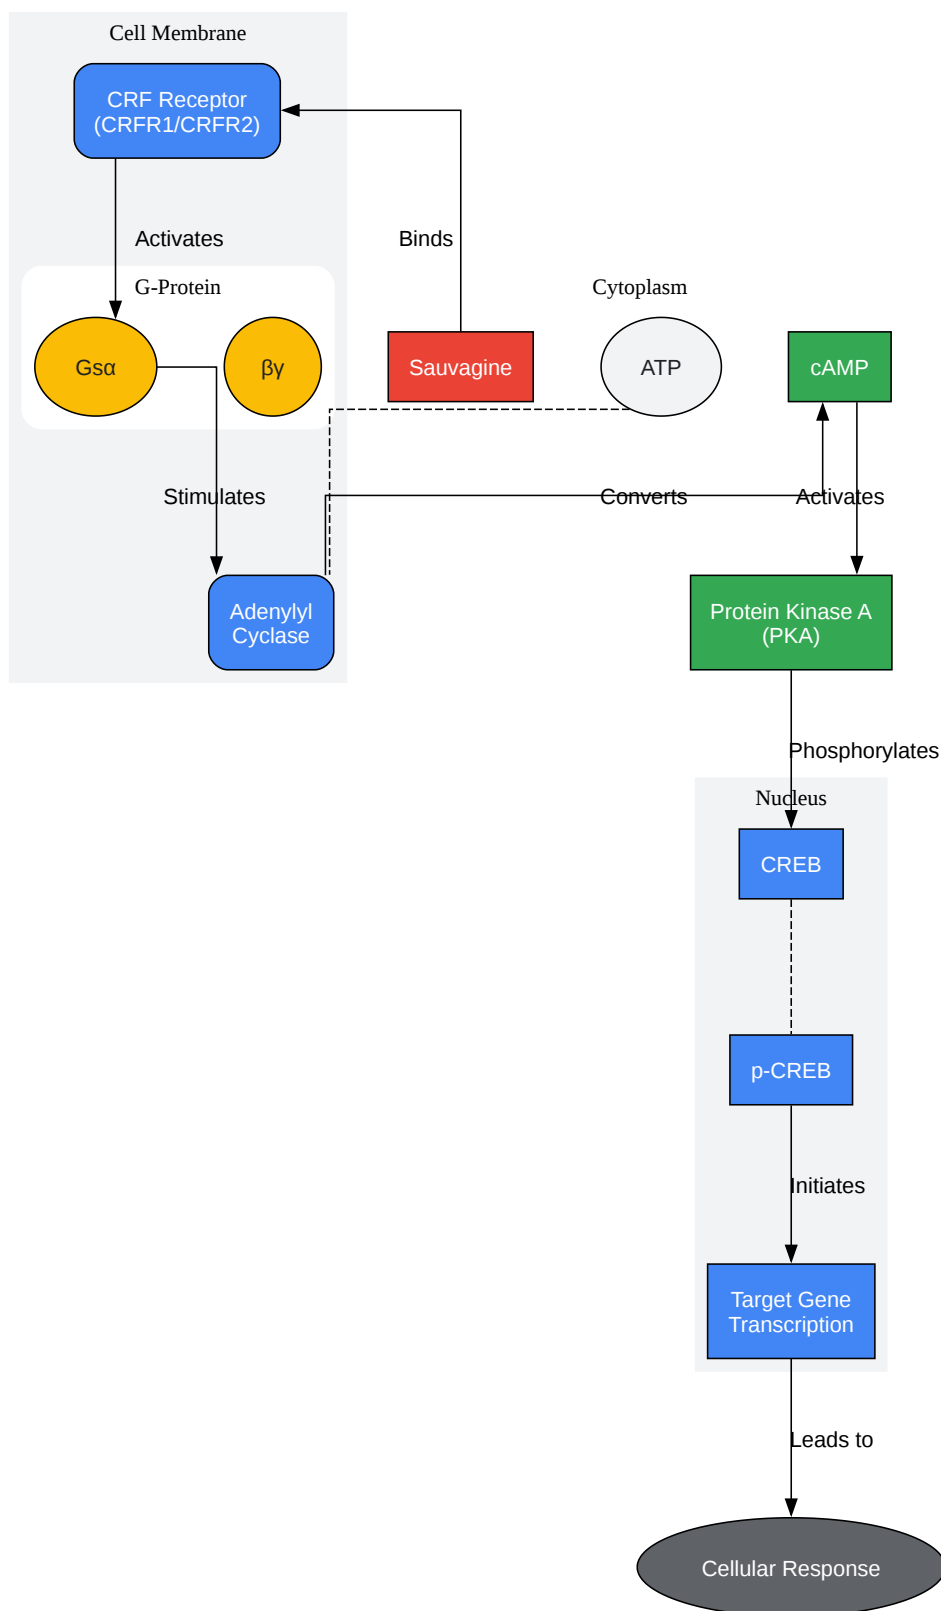 Cell Membrane
CRF Receptor
(CRFR1/CRFR2)
Activates
Binds
G-Protein
Cytoplasm
Gsα
βγ
Sauvagine
ATP
cAMP
Stimulates
Converts
Activates
Adenylyl
Cyclase
Protein Kinase A
(PKA)
Phosphorylates
Nucleus
CREB
p-CREB
Initiates
Target Gene
Transcription
Leads to
Cellular Response